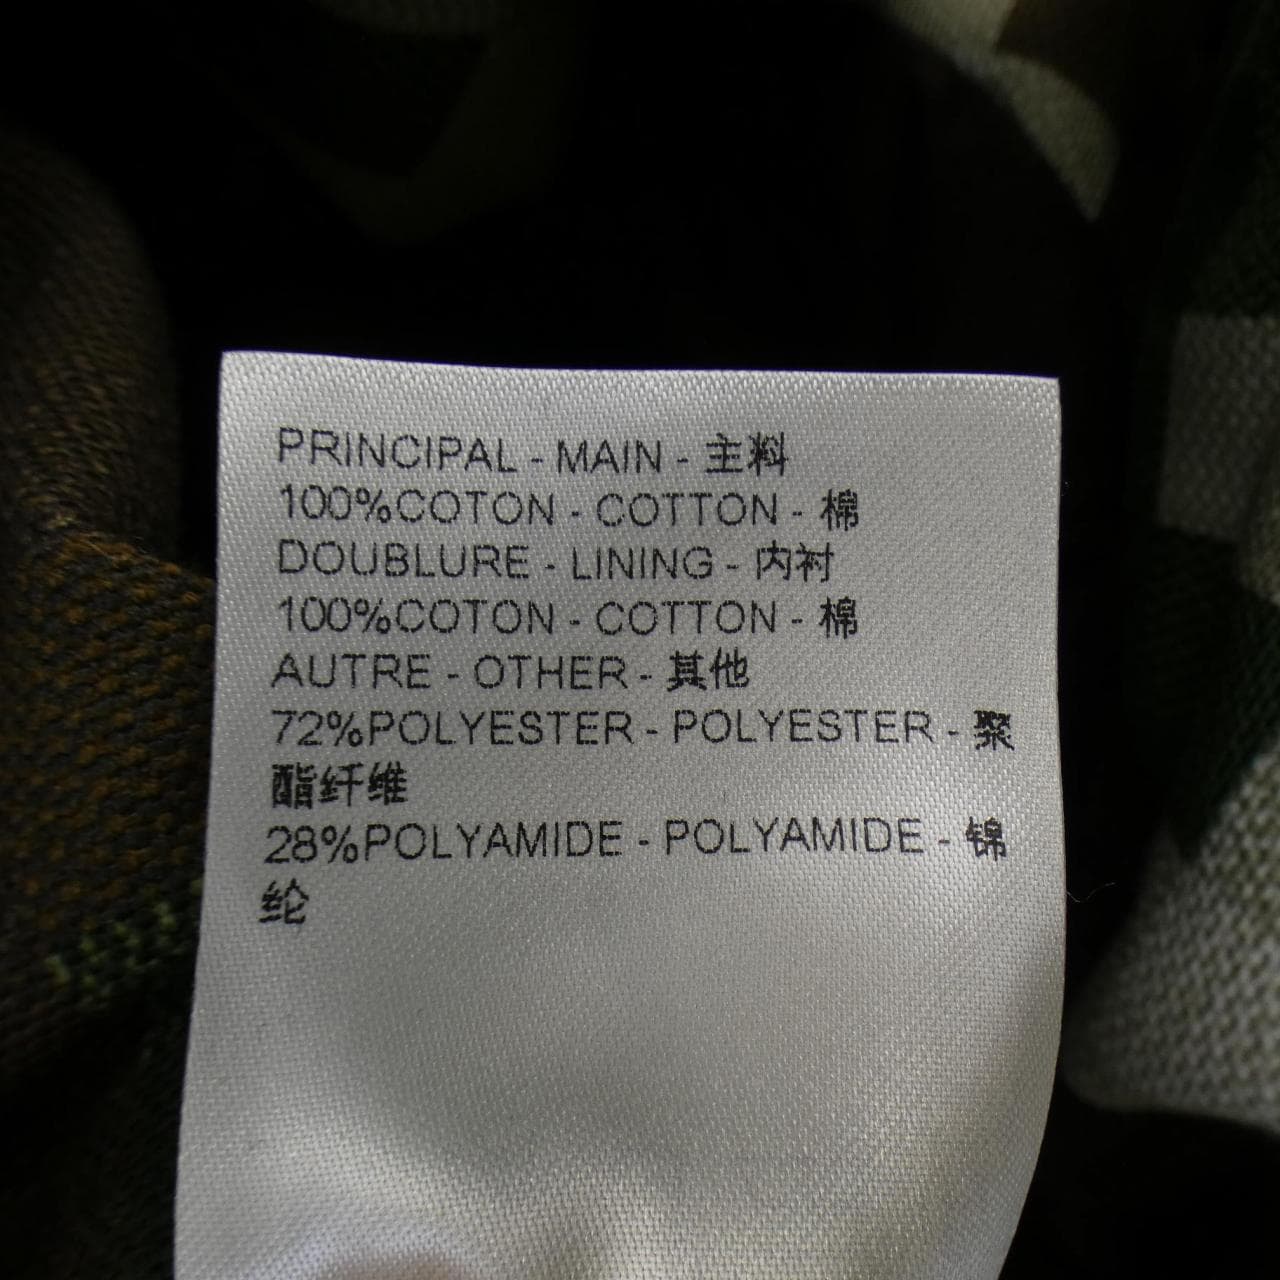 PRINCIPAL - MAIN - 主料
100%COTON - COTTON - 棉
DOUBLURE - LINING - 内衬
100%COTON - COTTON - 棉
AUTRE - OTHER - 其他
72%POLYESTER - POLYESTER - 聚
酯纤维
28%POLYAMIDE - POLYAMIDE - 锦
纶